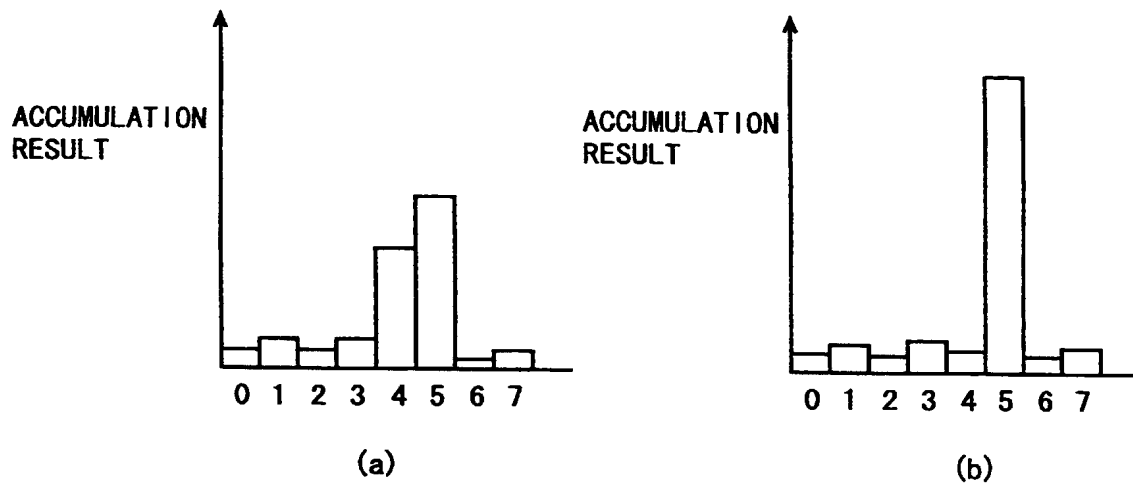 ACCUMULATION
RESULT
0 1 2 3 4 5 6 7
(a)
ACCUMULATION
RESULT
0 1 2 3 4 5 6 7
(b)